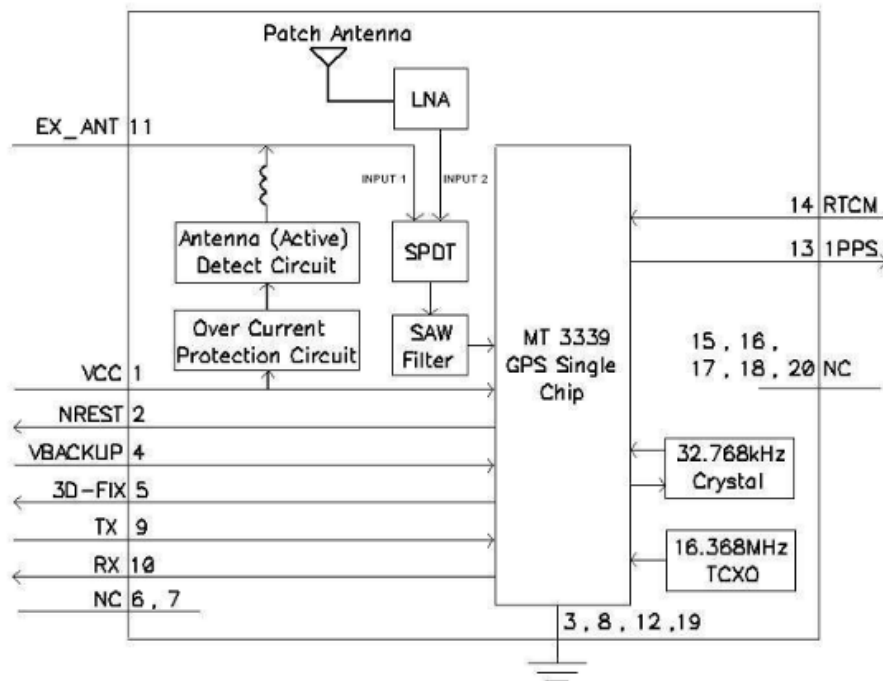 Patch Antenna
LNA
EX_ANT 11
INPUT 1
INPUT 2
14 RTCM
Antenna (Active)
Detect Circuit
SPDT
13 1PPS
Over Current
Protection Circuit
SAW
Filter
MT 3339
GPS Single
Chip
15 , 16 ,
17 , 18 , 20 NC
VCC 1
NREST 2
VBACKUP 4
32.768kHz
Crystal
3D-FIX 5
TX 9
16.368MHz
TCXO
RX 10
NC 6 , 7
3 , 8 , 12 ,19